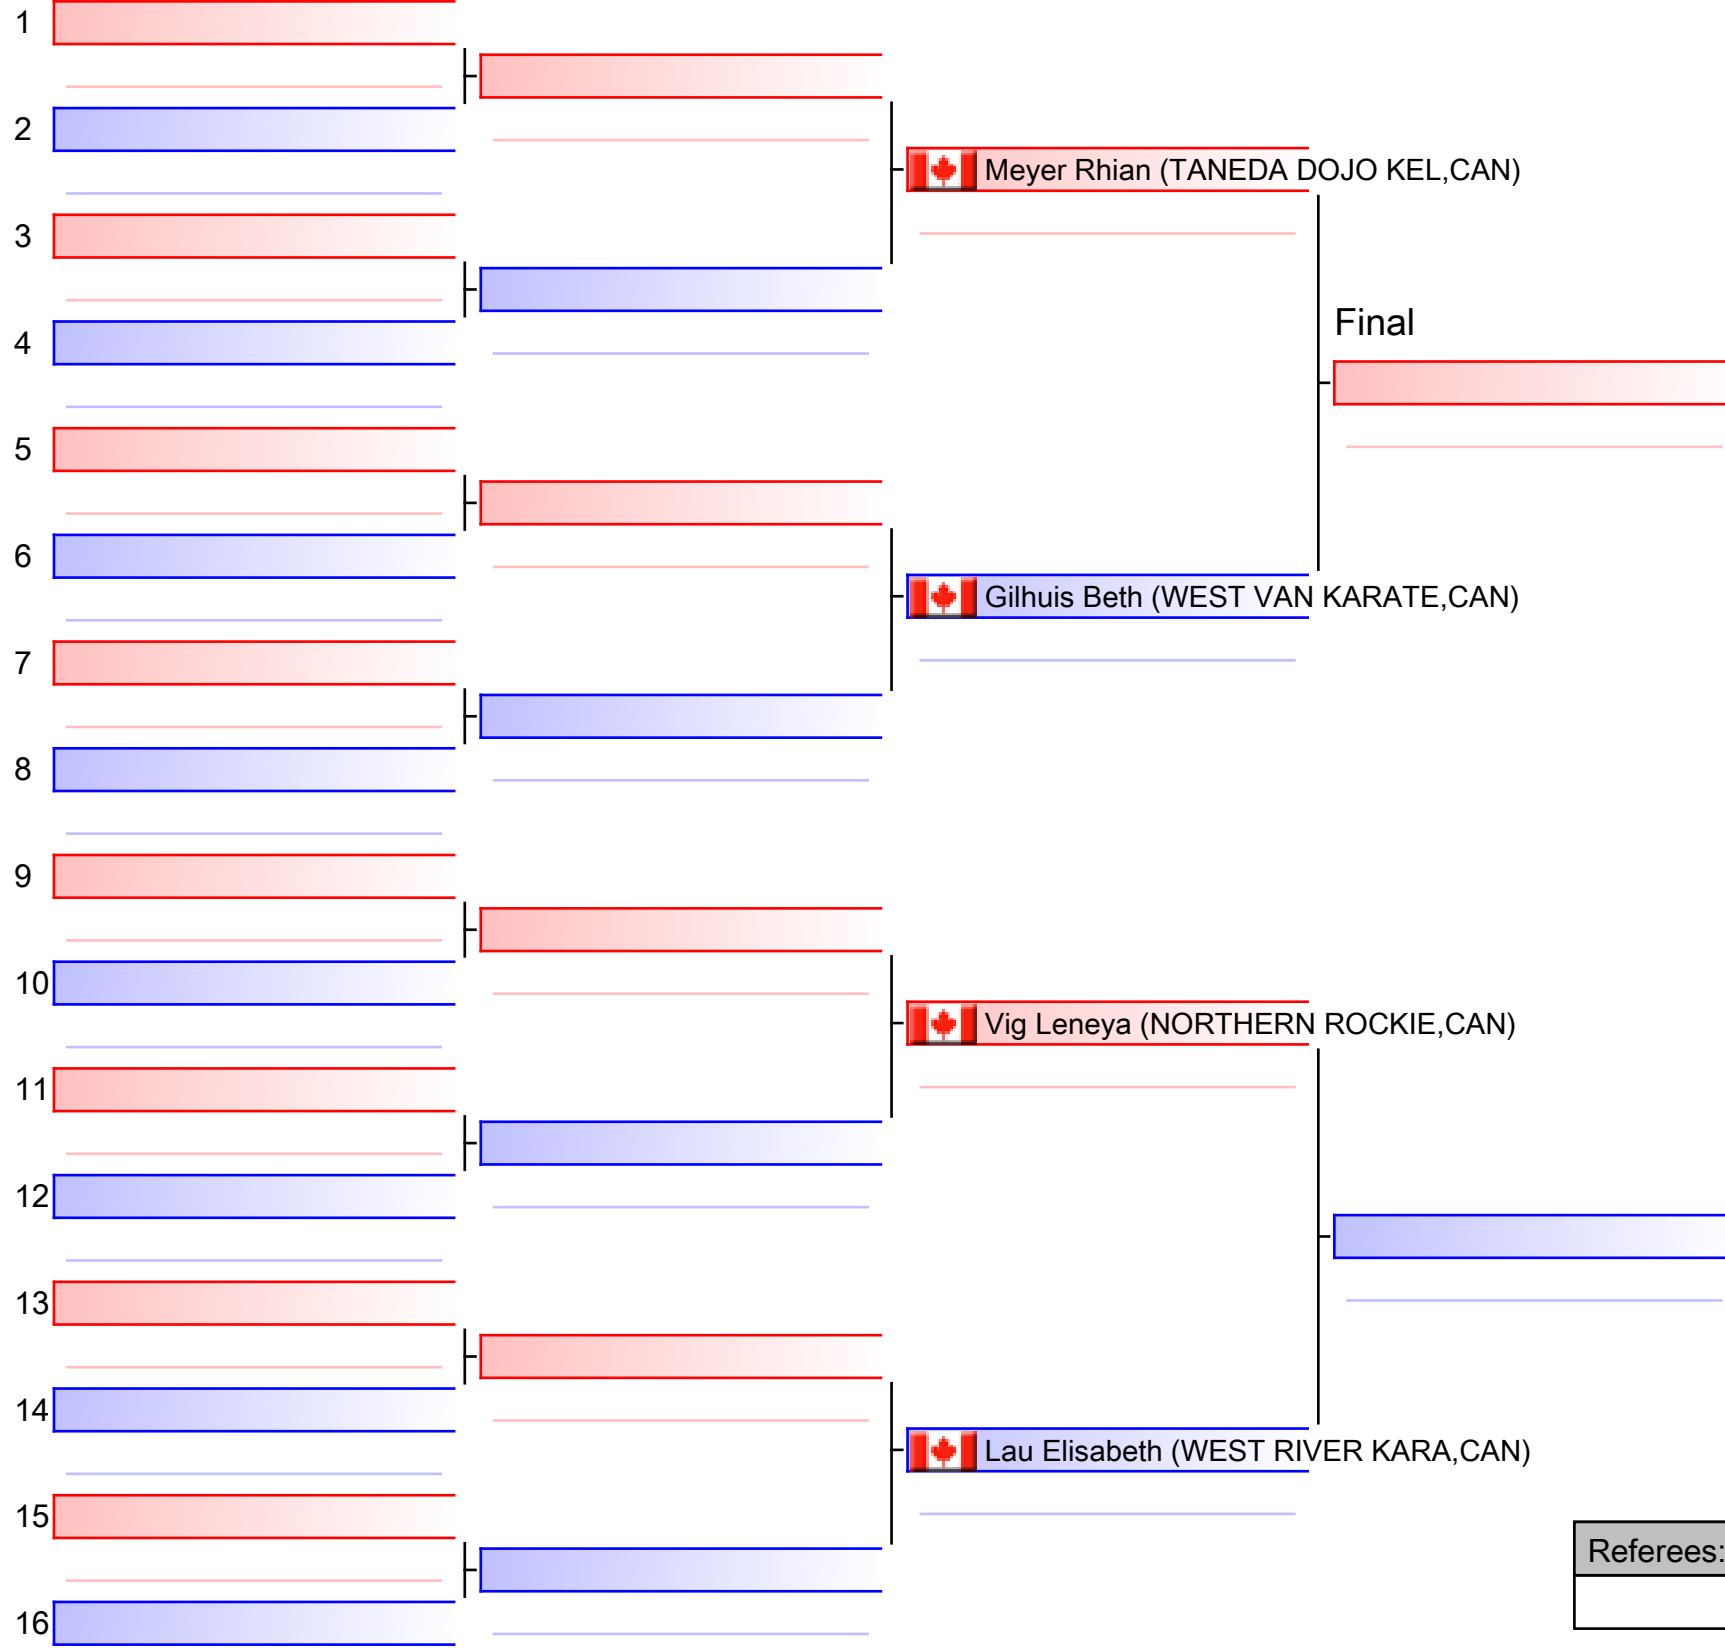 1
2
Meyer Rhian (TANEDA DOJO KEL,CAN)
3
Final
4
5
6
Gilhuis Beth (WEST VAN KARATE,CAN)
7
8
9
10
Vig Leneya (NORTHERN ROCKIE,CAN)
11
12
13
14
Lau Elisabeth (WEST RIVER KARA,CAN)
15
Referees:
16